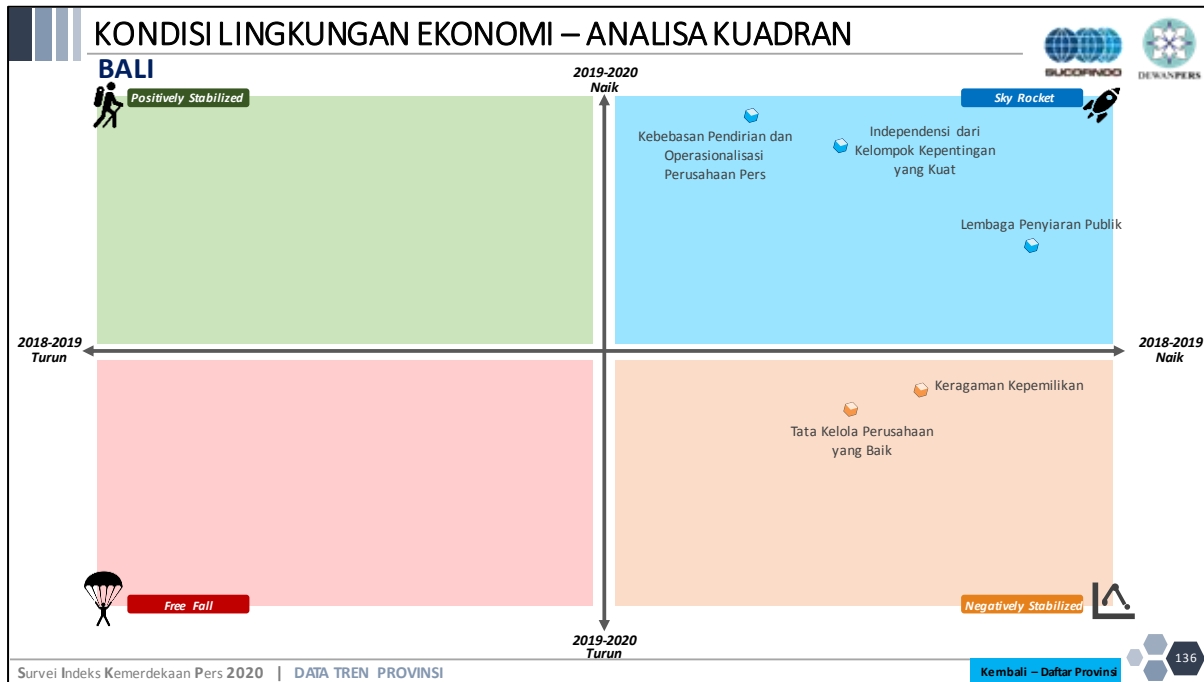 KONDISI LINGKUNGAN EKONOMI – ANALISA KUADRAN
SUCOFINDO
DEWANPERS
BALI
2019-2020
Naik
Positively Stabilized
Sky Rocket
Kebebasan Pendirian dan
Operasionalisasi
Perusahaan Pers
Independensi dari
Kelompok Kepentingan
yang Kuat
Lembaga Penyiaran Publik
2018-2019
Turun
2018-2019
Naik
Keragaman Kepemilikan
Tata Kelola Perusahaan
yang Baik
Free Fall
Negatively Stabilized
2019-2020
Turun
Survei Indeks Kemerdekaan Pers 2020 | DATA TREN PROVINSI
Kembali – Daftar Provinsi
136